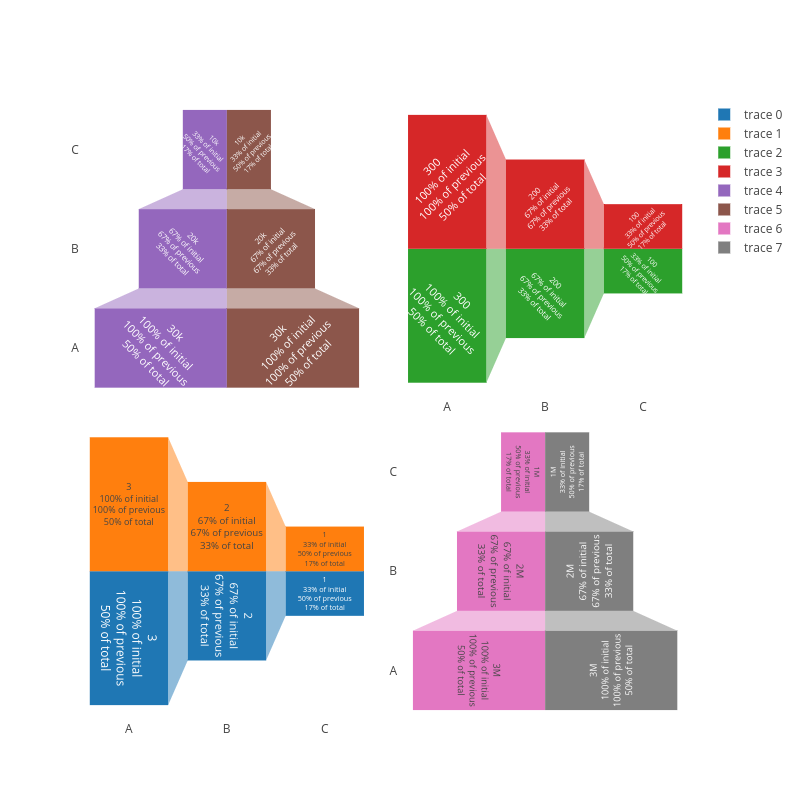 C
10k
33% of initial
50% of previous
17% of total
10k
33% of initial
50% of previous
17% of total
B
20k
67% of initial
67% of previous
33% of total
20k
67% of initial
67% of previous
33% of total
A
30k
100% of initial
100% of previous
50% of total
30k
100% of initial
100% of previous
50% of total
300
100% of initial
100% of previous
50% of total
200
67% of initial
67% of previous
33% of total
100
33% of initial
50% of previous
17% of total
300
100% of initial
100% of previous
50% of total
200
67% of initial
67% of previous
33% of total
100
33% of initial
50% of previous
17% of total
A
B
C
trace 0
trace 1
trace 2
trace 3
trace 4
trace 5
trace 6
trace 7
3
100% of initial
100% of previous
50% of total
2
67% of initial
67% of previous
33% of total
1
33% of initial
50% of previous
17% of total
3
100% of initial
100% of previous
50% of total
2
67% of initial
67% of previous
33% of total
1
33% of initial
50% of previous
17% of total
A
B
C
C
1M
33% of initial
50% of previous
17% of total
1M
33% of initial
50% of previous
17% of total
B
2M
67% of initial
67% of previous
33% of total
2M
67% of initial
67% of previous
33% of total
A
3M
100% of initial
100% of previous
50% of total
3M
100% of initial
100% of previous
50% of total